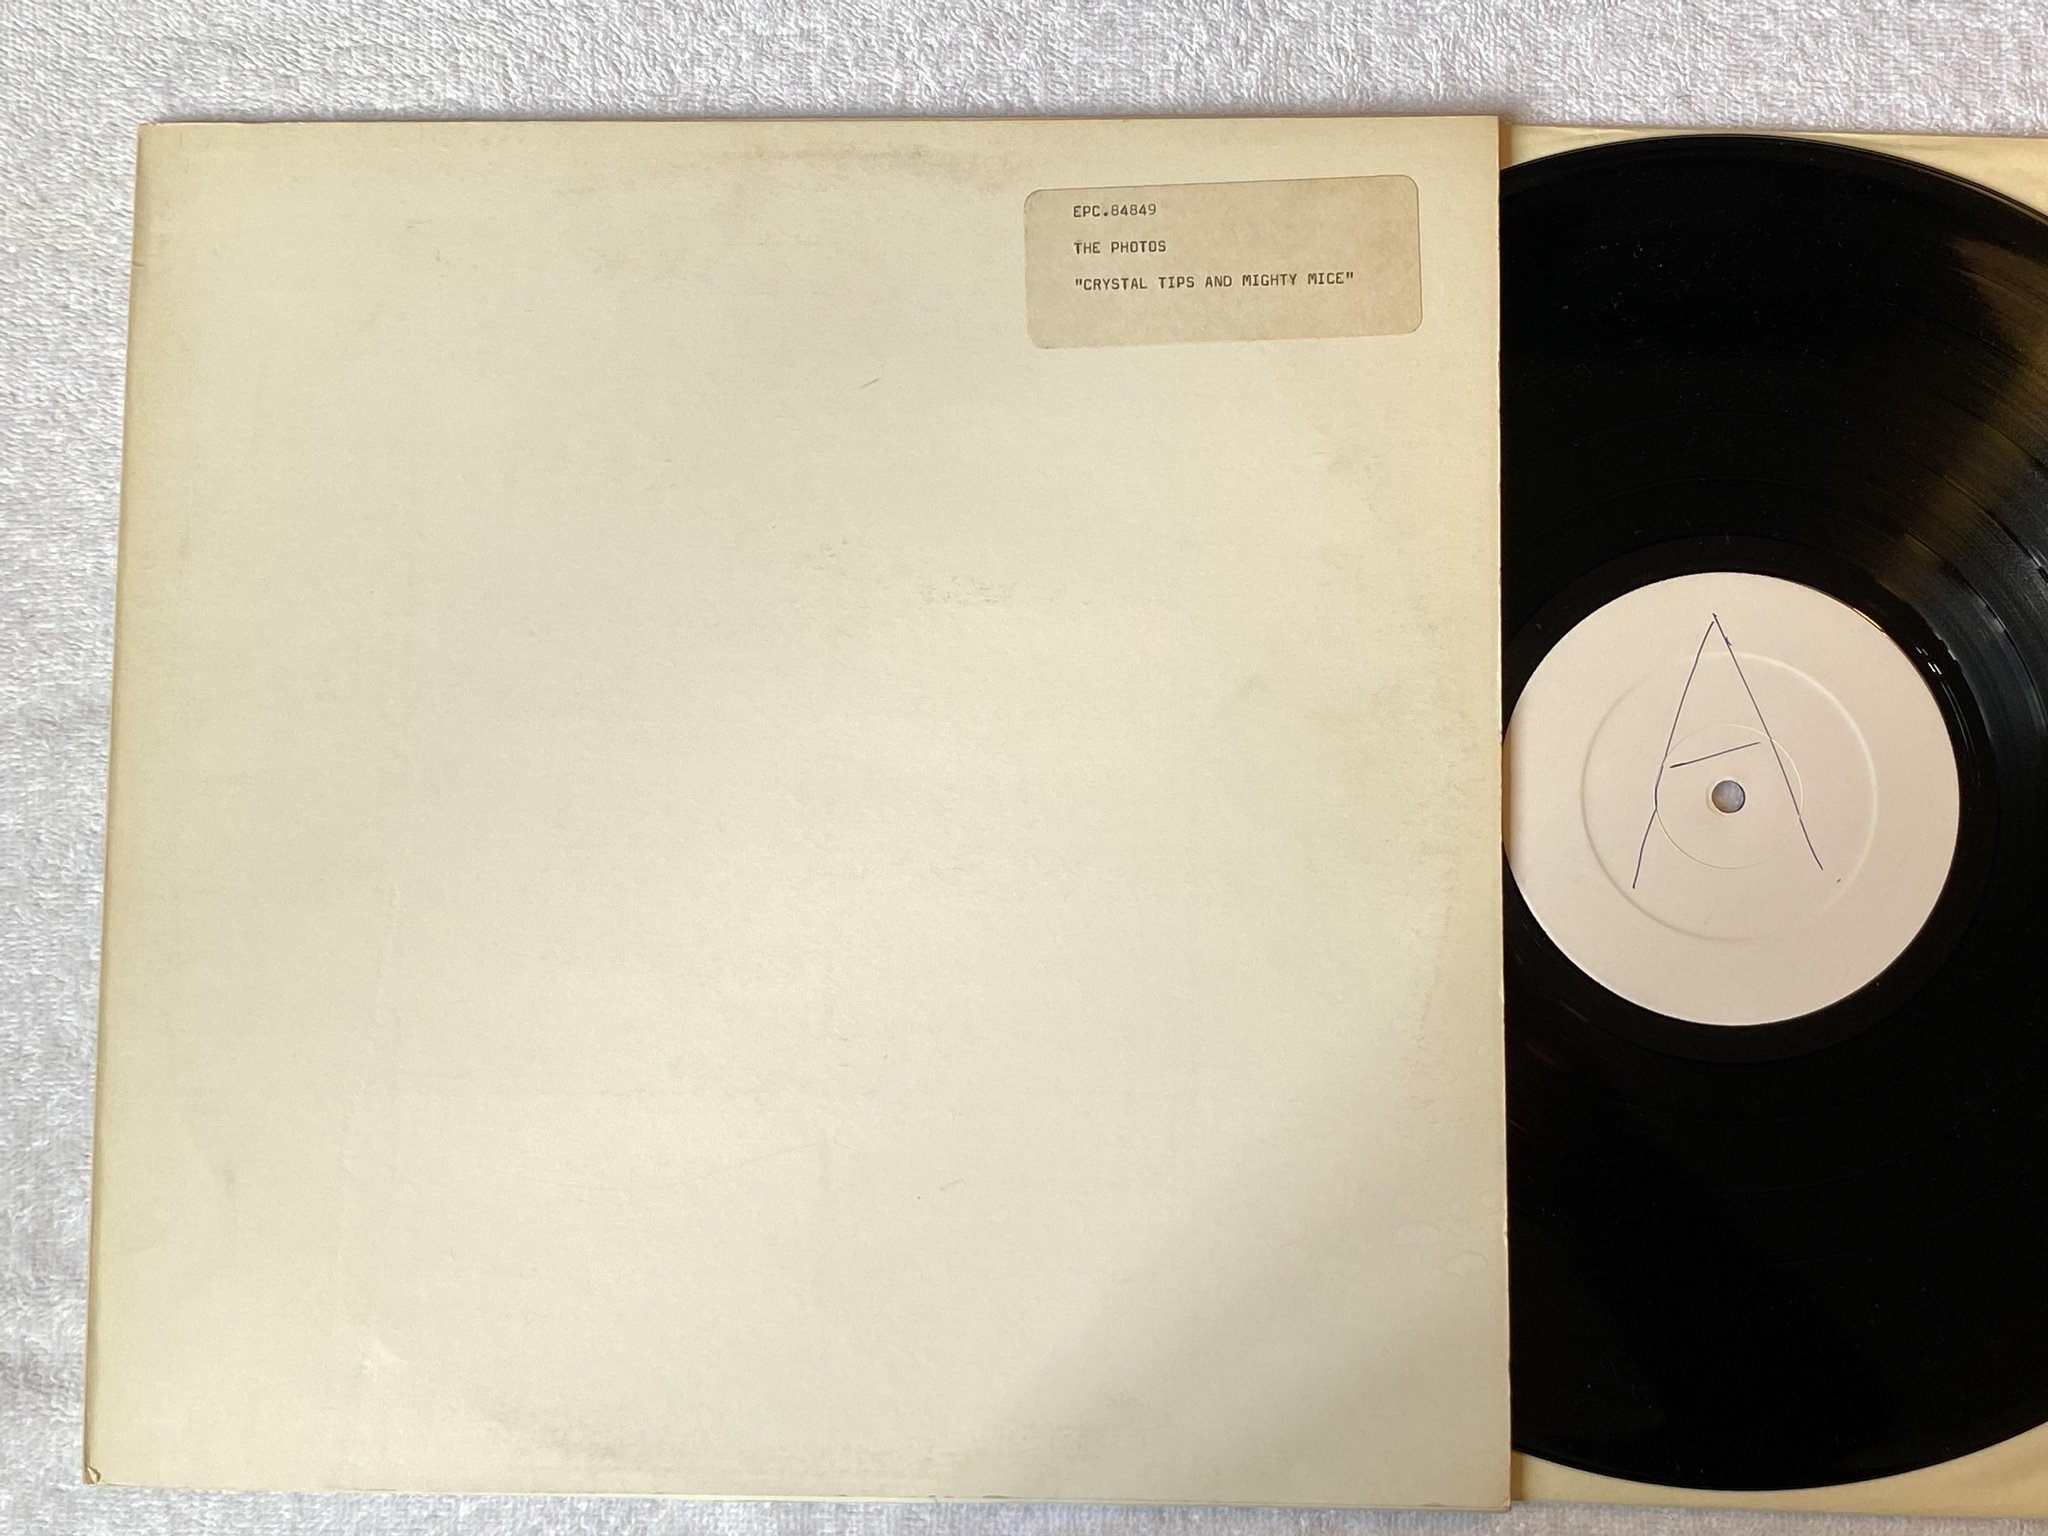 EPC.84849
THE PHOTOS
"CRYSTAL TIPS AND MIGHTY MICE"
A